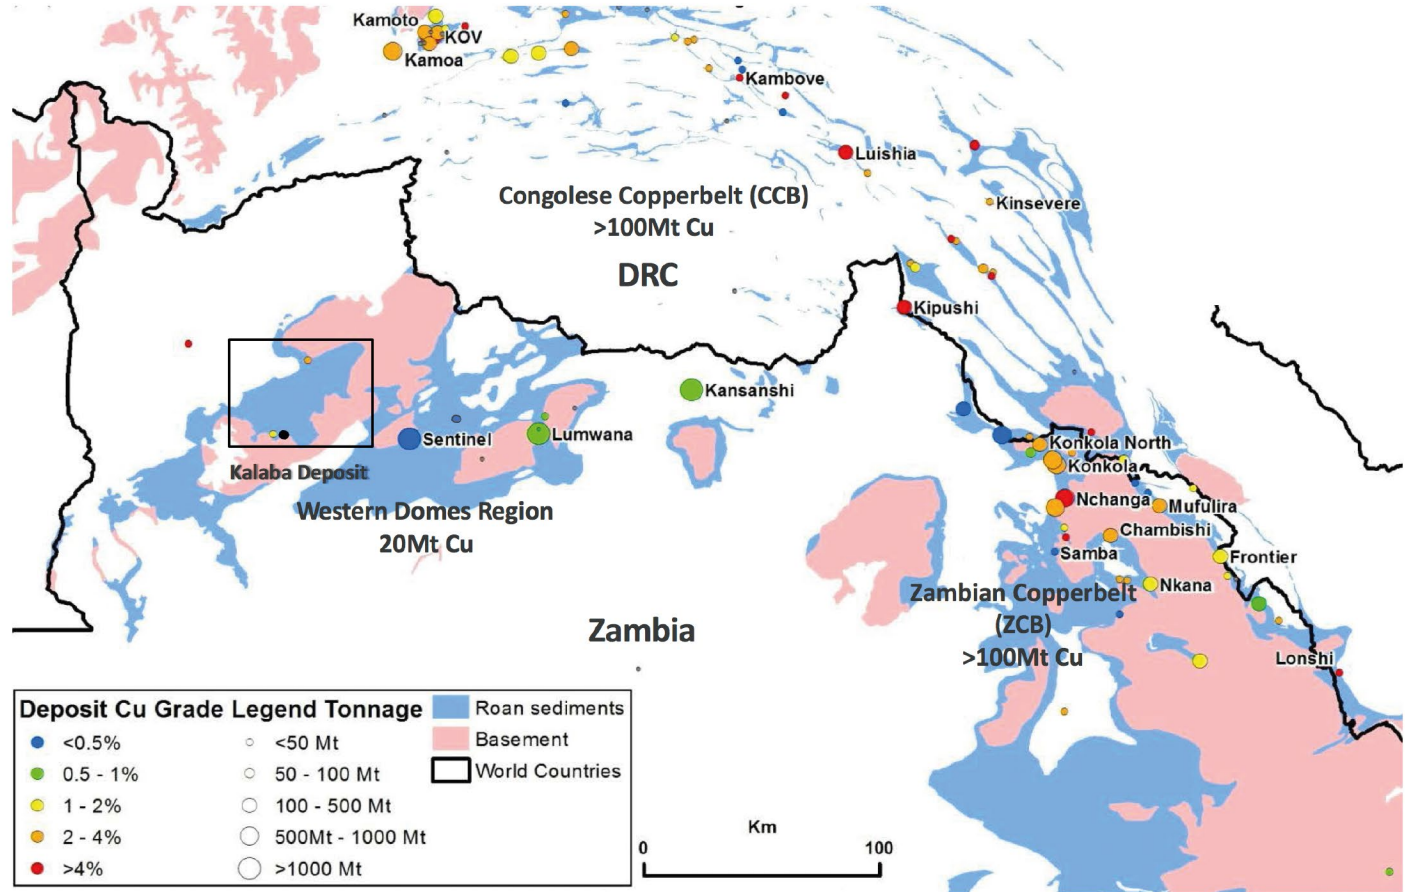 Kamoto
KOV
Kamoa
Kambove
Luishia
Congolese Copperbelt (CCB)
>100Mt Cu
Kinsevere
DRC
Kipushi
Kansanshi
Sentinel
Lumwana
Konkola North
Kalaba Deposit
Konkola
Western Domes Region
20Mt Cu
Nchanga
Mufulira
Chambishi
Samba
Frontier
Nkana
Zambian Copperbelt
(ZCB)
>100Mt Cu
Zambia
Lonshi
Deposit Cu Grade Legend Tonnage
<0.5%
0.5 - 1%
1 - 2%
2 - 4%
>4%
<50 Mt
50 - 100 Mt
100 - 500 Mt
500Mt - 1000 Mt
>1000 Mt
Roan sediments
Basement
World Countries
Km
0
100